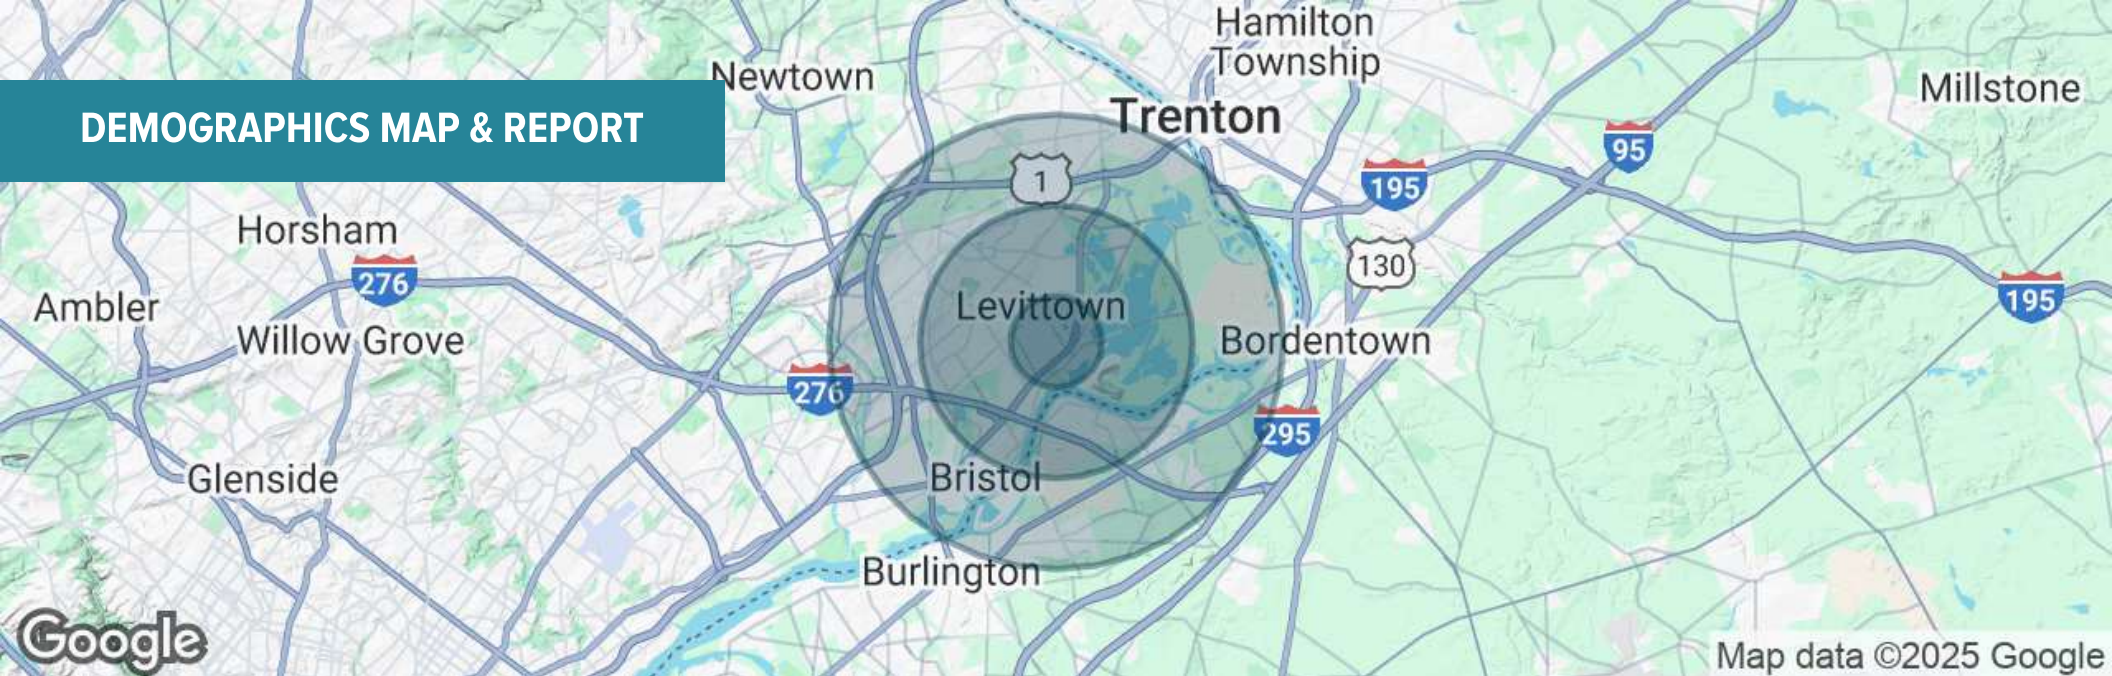 Hamilton
Township
Newtown
Millstone
DEMOGRAPHICS MAP & REPORT
Trenton
95
1
195
Horsham
130
276
195
Ambler
Levittown
Willow Grove
Bordentown
276
295
Glenside
Bristol
Burlington
Google
Map data ©2025 Google